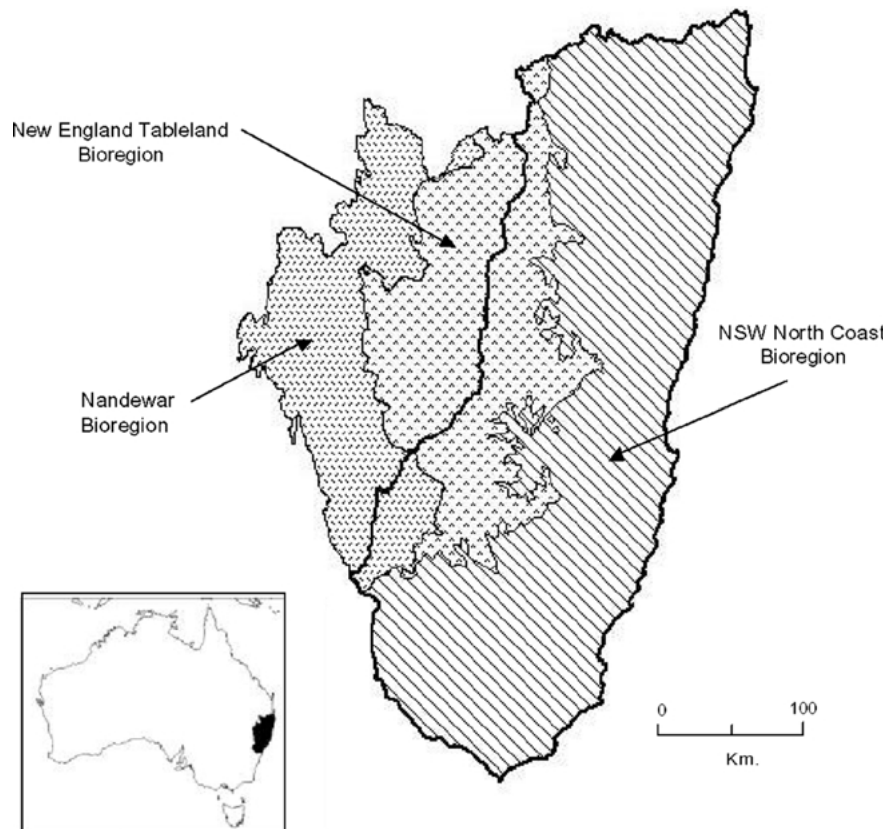 New England Tableland
Bioregion
NSW North Coast
Bioregion
Nandewar
Bioregion
0
100
Km.